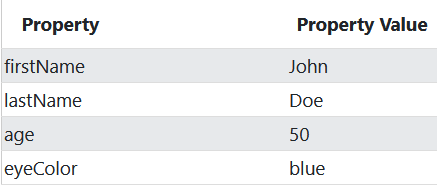 Property Property Value
firstName John
lastName Doe
age 50
eyeColor blue